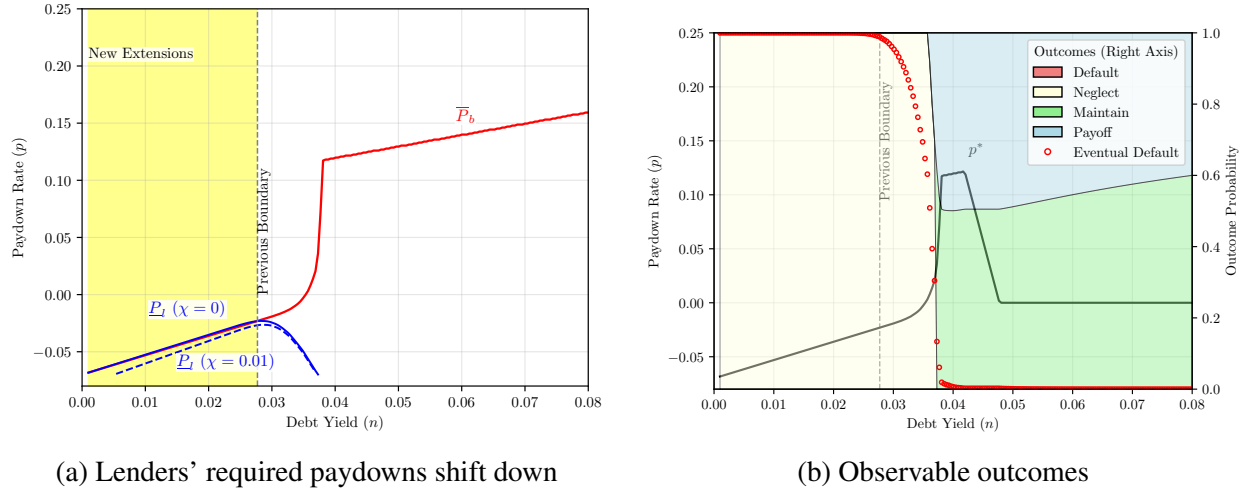 0.25
0.20
0.15
0.10
0.05
0.00
−0.05
Paydown Rate (p)
New Extensions
Previous Boundary
P̅_b
P̲_l (χ = 0)
P̲_l (χ = 0.01)
0.00 0.01 0.02 0.03 0.04 0.05 0.06 0.07 0.08
Debt Yield (n)
(a) Lenders' required paydowns shift down
0.25
0.20
0.15
0.10
0.05
0.00
−0.05
Paydown Rate (p)
Previous Boundary
p*
Outcomes (Right Axis)
Default
Neglect
Maintain
Payoff
Eventual Default
1.0
0.8
0.6
0.4
0.2
0.0
Outcome Probability
0.00 0.01 0.02 0.03 0.04 0.05 0.06 0.07 0.08
Debt Yield (n)
(b) Observable outcomes